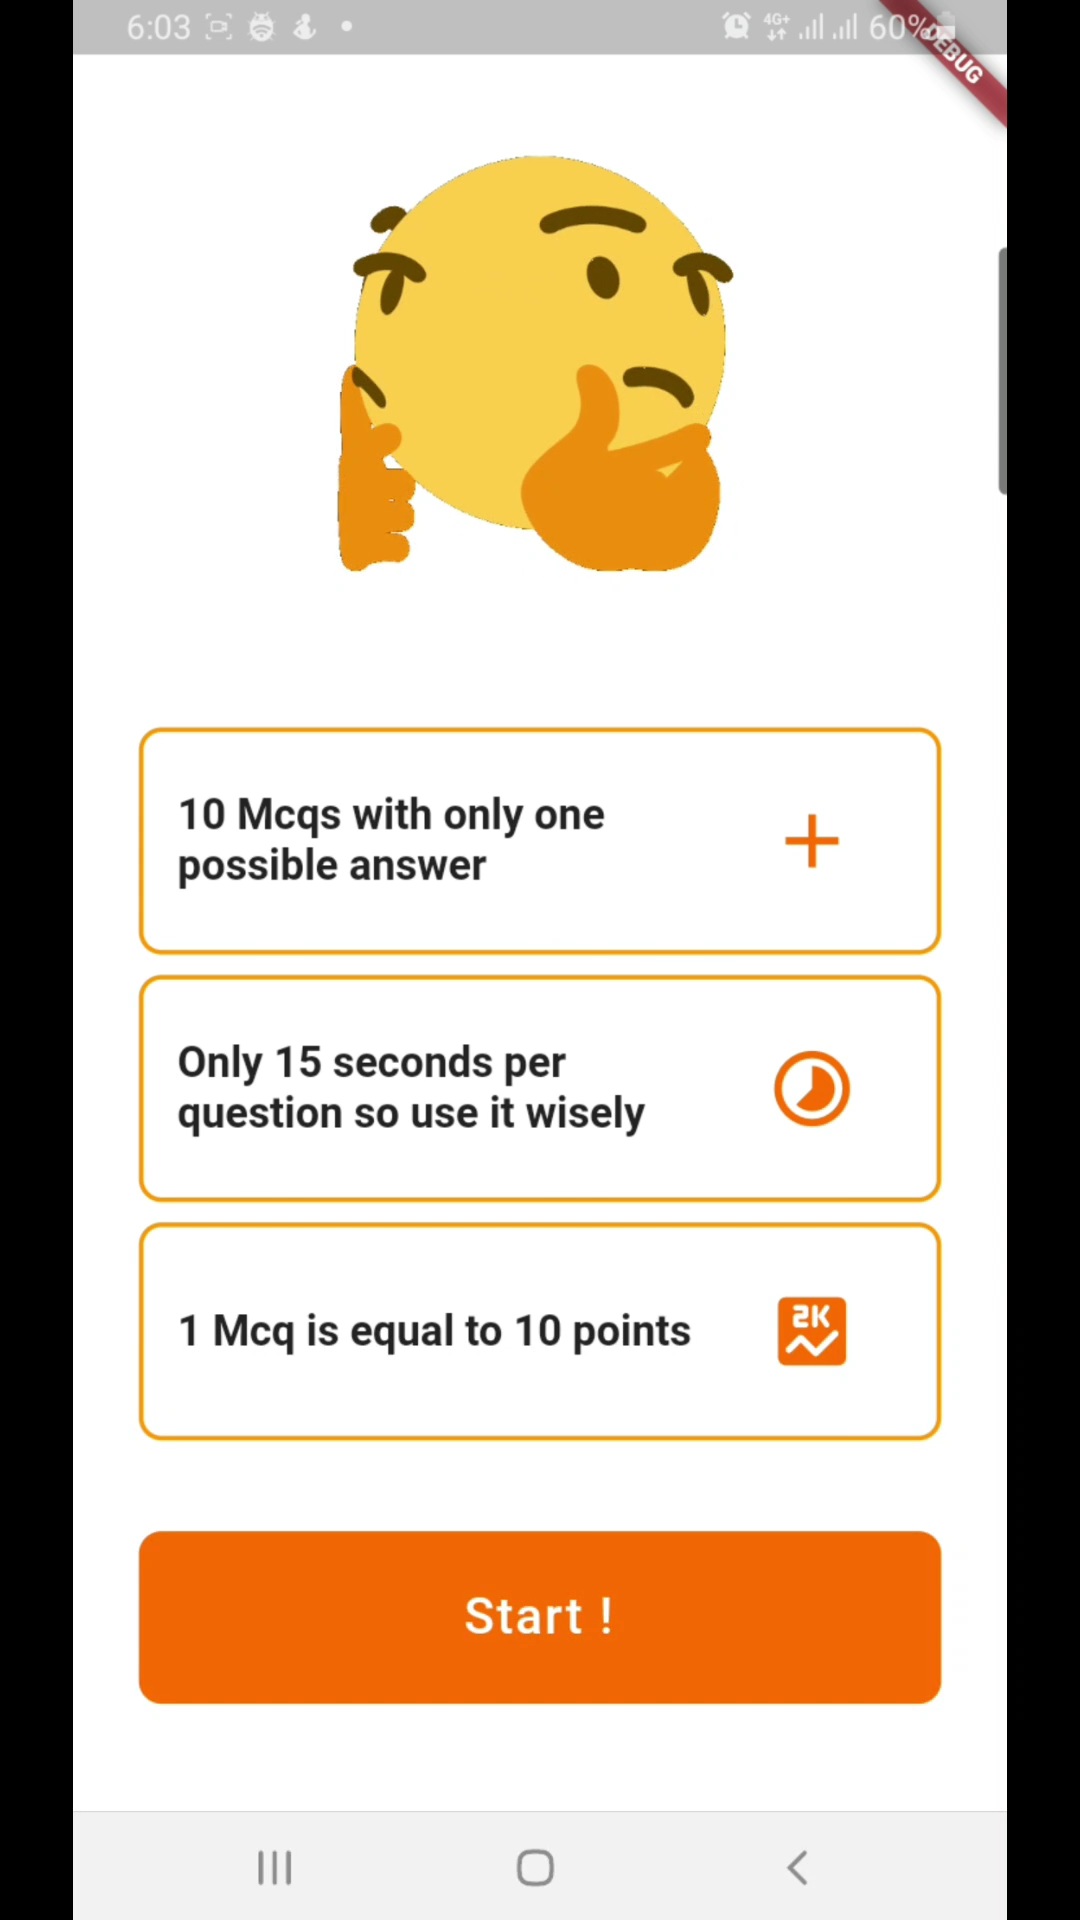 6:03
4G+
60%
DEBUG
10 Mcqs with only one
possible answer
Only 15 seconds per
question so use it wisely
1 Mcq is equal to 10 points
2K
Start !